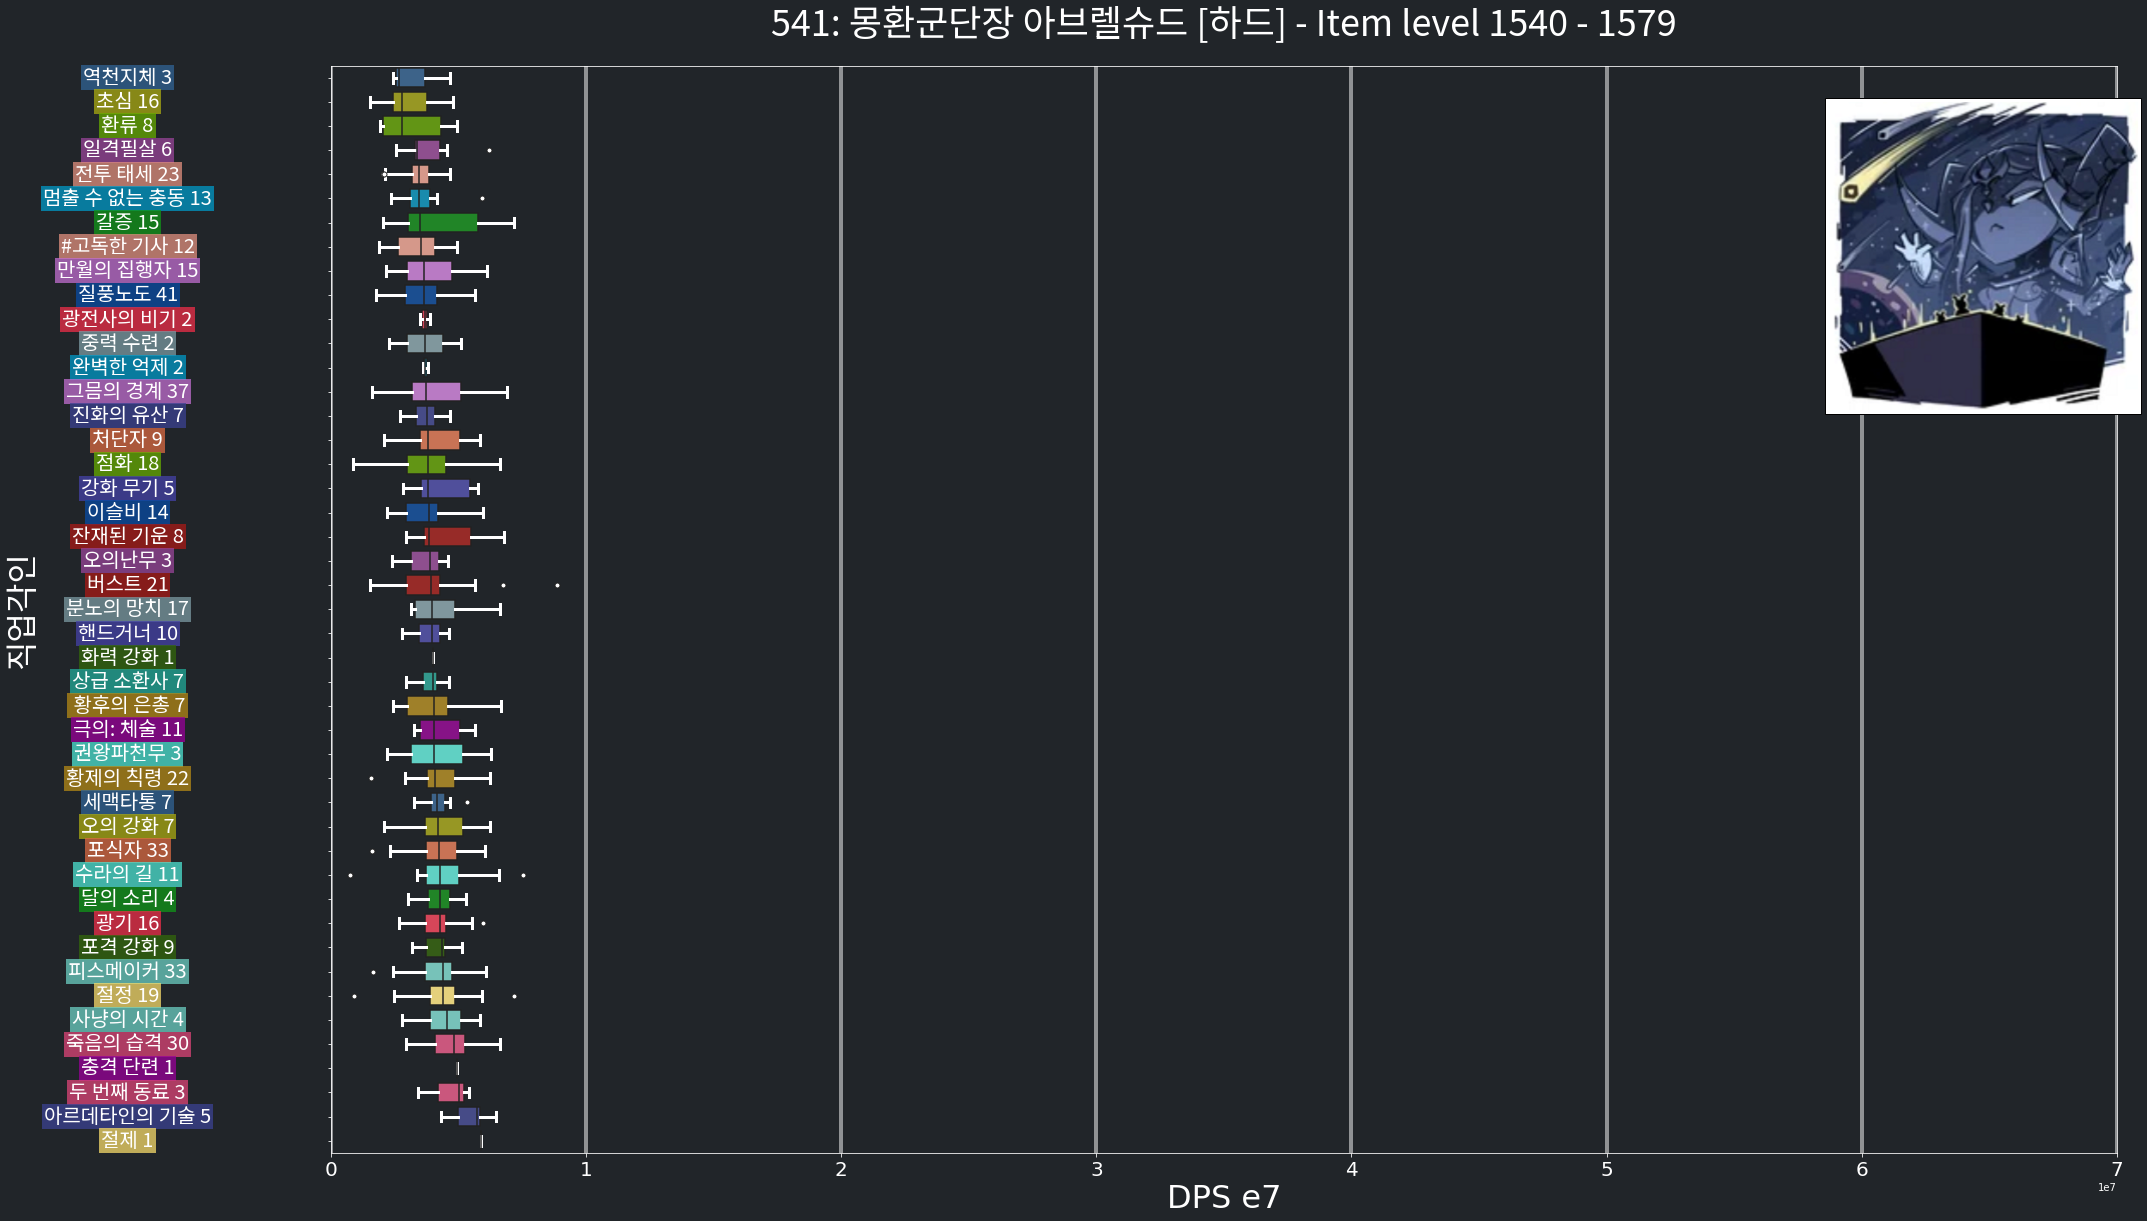 541: 몽환군단장 아브렐슈드 [하드] - Item level 1540 - 1579
역천지체 3
초심 16
환류 8
일격필살 6
전투 태세 23
멈출 수 없는 충동 13
갈증 15
#고독한 기사 12
만월의 집행자 15
질풍노도 41
광전사의 비기 2
중력 수련 2
완벽한 억제 2
그믐의 경계 37
진화의 유산 7
처단자 9
점화 18
강화 무기 5
이슬비 14
잔재된 기운 8
오의난무 3
버스트 21
분노의 망치 17
핸드거너 10
화력 강화 1
상급 소환사 7
황후의 은총 7
극의: 체술 11
권왕파천무 3
황제의 칙령 22
세맥타통 7
오의 강화 7
포식자 33
수라의 길 11
달의 소리 4
광기 16
포격 강화 9
피스메이커 33
절정 19
사냥의 시간 4
죽음의 습격 30
충격 단련 1
두 번째 동료 3
아르데타인의 기술 5
절제 1
직업각인
0 1 2 3 4 5 6 7
1e7
DPS e7